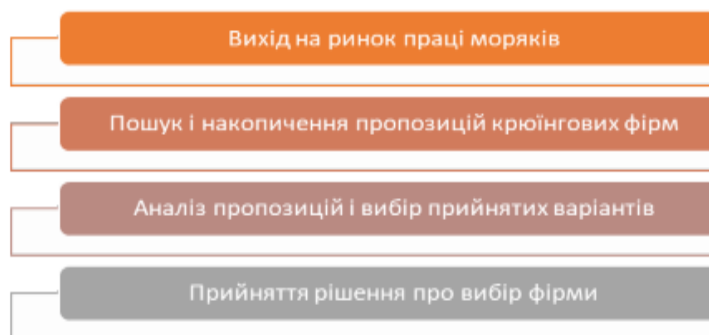 Вихід на ринок праці моряків
Пошук і накопичення пропозицій крюїнгових фірм
Аналіз пропозицій і вибір прийнятих варіантів
Прийняття рішення про вибір фірми